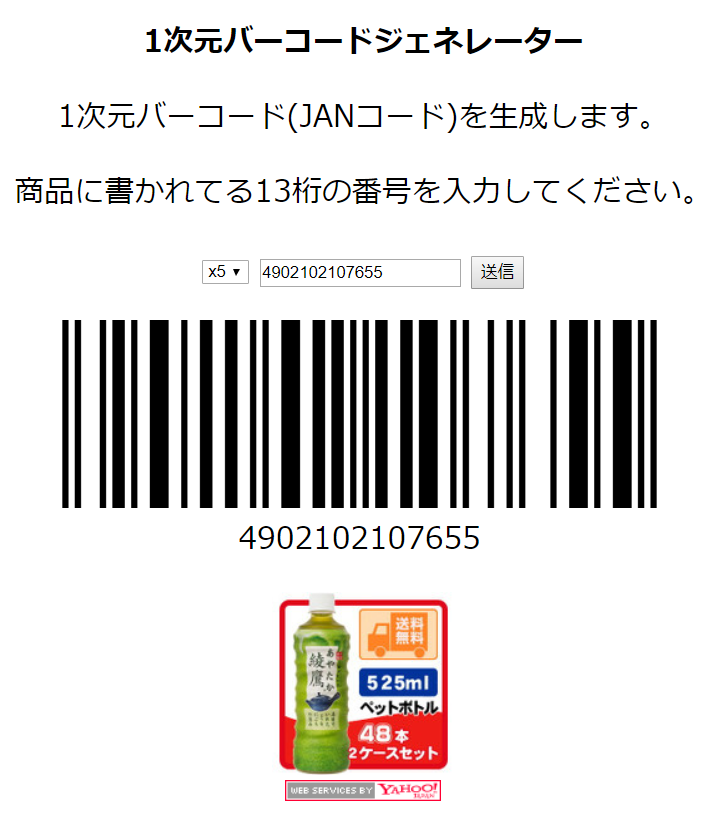 1次元バーコードジェネレーター
1次元バーコード(JANコード)を生成します。
商品に書かれてる13桁の番号を入力してください。
x5 ▼ 4902102107655 送信
4902102107655
送料
無料
あやたか
綾鷹
525ml
ペットボトル
48本
2ケースセット
WEB SERVICES BY YAHOO!
JAPAN